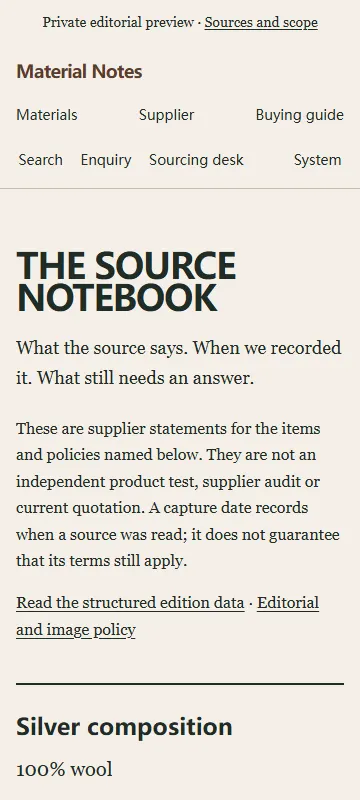 Private editorial preview · Sources and scope
Material Notes
Materials Supplier Buying guide
Search Enquiry Sourcing desk System
THE SOURCE
NOTEBOOK
What the source says. When we recorded
it. What still needs an answer.
These are supplier statements for the items
and policies named below. They are not an
independent product test, supplier audit or
current quotation. A capture date records
when a source was read; it does not guarantee
that its terms still apply.
Read the structured edition data · Editorial
and image policy
Silver composition
100% wool